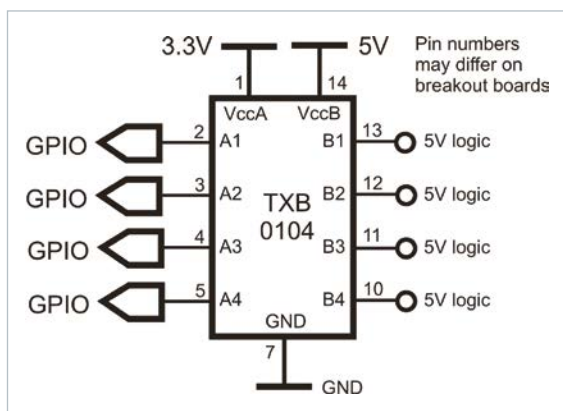 3.3V
5V
Pin numbers
may differ on
breakout boards
1
14
VccA
VccB
GPIO
2
A1
B1
13
5V logic
GPIO
3
A2
B2
12
5V logic
TXB
0104
GPIO
4
A3
B3
11
5V logic
GPIO
5
A4
B4
10
5V logic
GND
7
GND